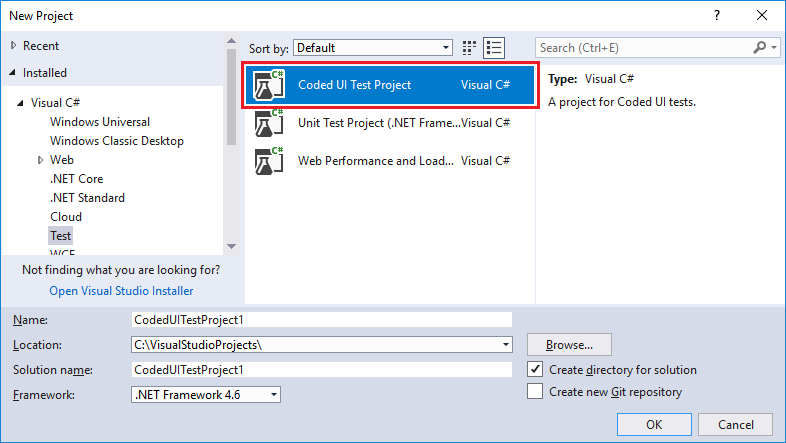 New Project
Recent
Installed
Sort by: Default
Search (Ctrl+E)
Visual C#
Windows Universal
Windows Classic Desktop
Web
.NET Core
.NET Standard
Cloud
Test
WCF
Not finding what you are looking for?
Open Visual Studio Installer
C# Coded UI Test Project Visual C#
C# Unit Test Project (.NET Frame... Visual C#
C# Web Performance and Load... Visual C#
Type: Visual C#
A project for Coded UI tests.
Name: CodedUITestProject1
Location: C:\VisualStudioProjects\ Browse...
Solution name: CodedUITestProject1 Create directory for solution
Framework: .NET Framework 4.6 Create new Git repository
OK Cancel